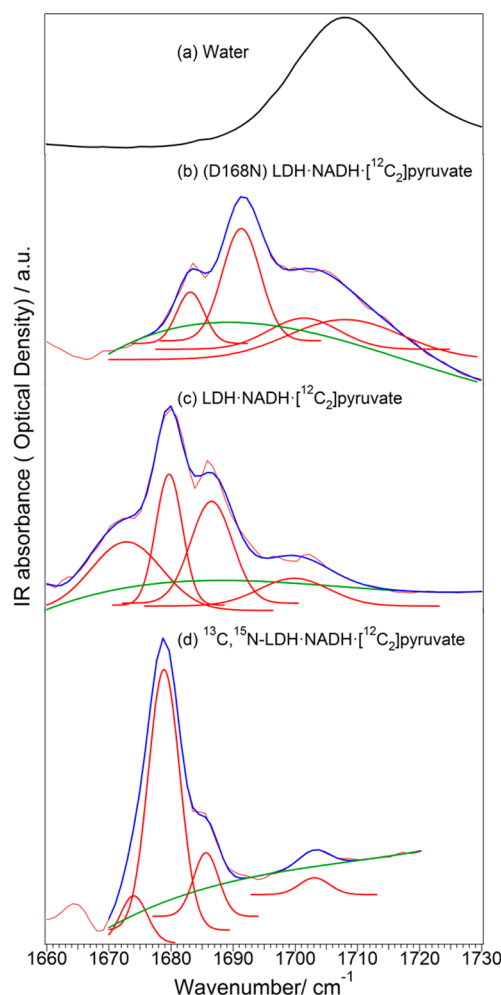 (a) Water
(b) (D168N) LDH·NADH·[¹²C₂]pyruvate
(c) LDH·NADH·[¹²C₂]pyruvate
(d) ¹³C,¹⁵N-LDH·NADH·[¹²C₂]pyruvate
IR absorbance ( Optical Density) / a.u.
1660 1670 1680 1690 1700 1710 1720 1730
Wavenumber/ cm⁻¹